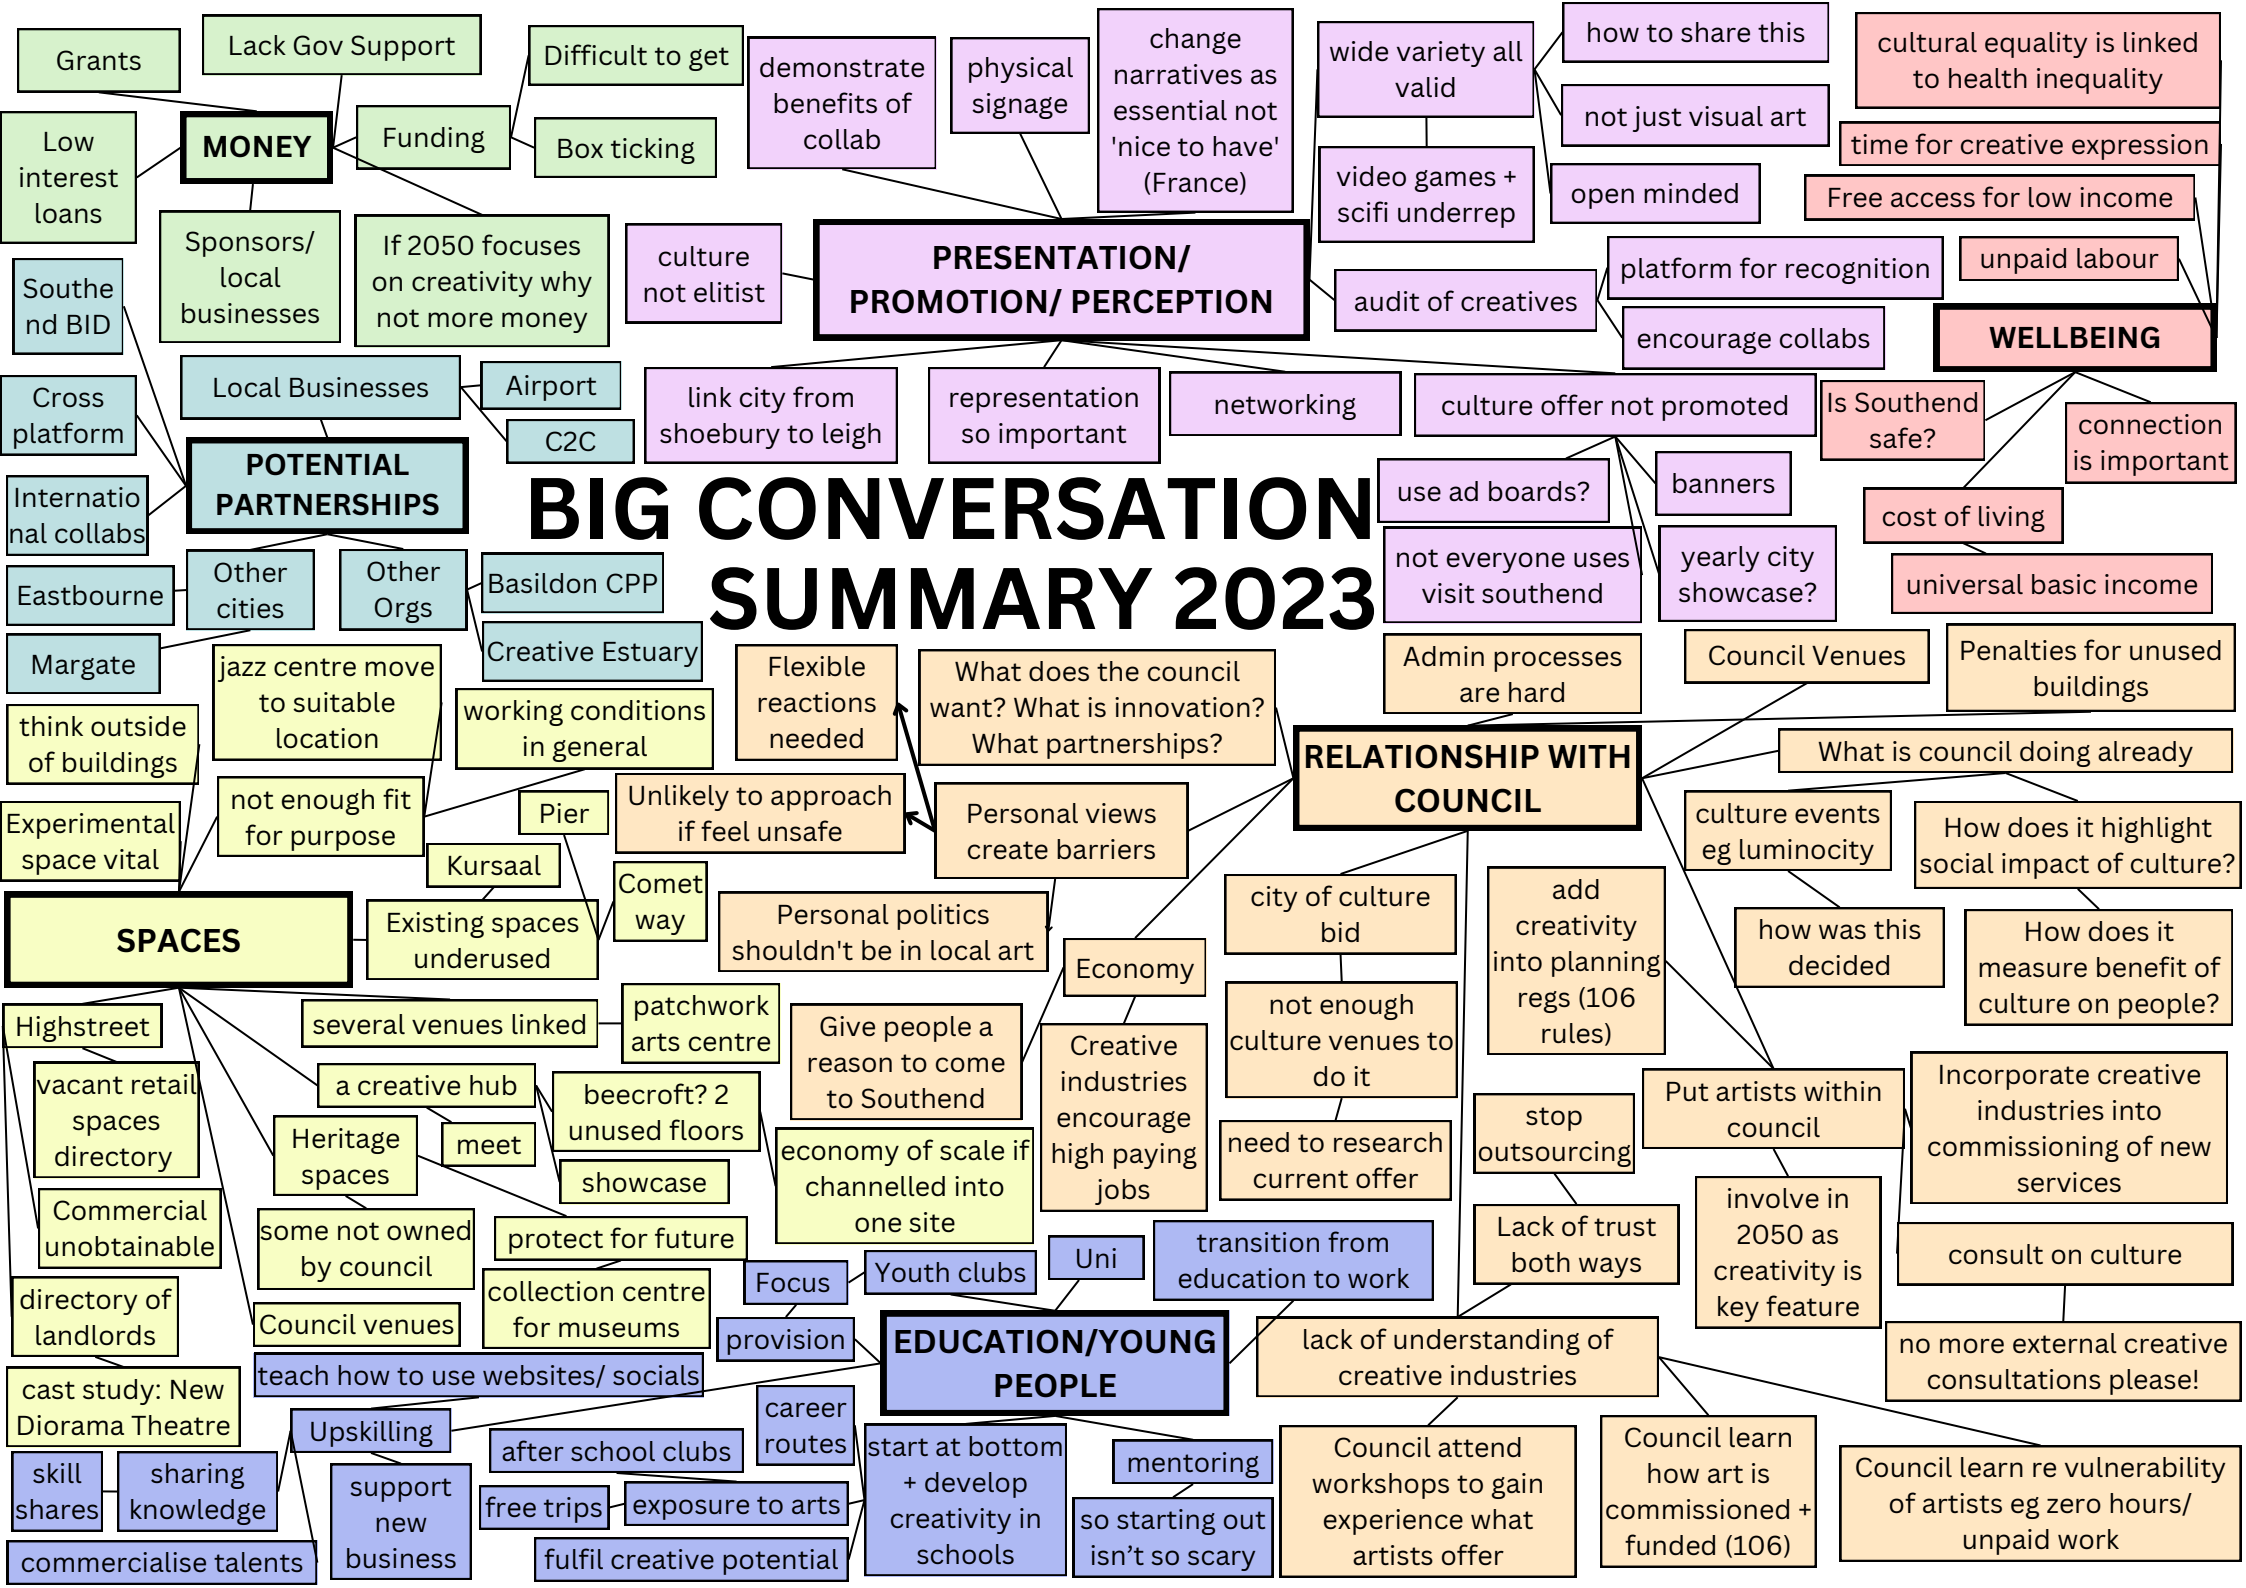 Grants
Lack Gov Support
Difficult to get
Low
interest
loans
MONEY
Funding
Box ticking
Sponsors/
local
businesses
If 2050 focuses
on creativity why
not more money
demonstrate
benefits of
collab
physical
signage
change
narratives as
essential not
'nice to have'
(France)
wide variety all
valid
how to share this
not just visual art
open minded
video games +
scifi underrep
culture
not elitist
PRESENTATION/
PROMOTION/ PERCEPTION
audit of creatives
platform for recognition
encourage collabs
link city from
shoebury to leigh
representation
so important
networking
culture offer not promoted
use ad boards?
banners
not everyone uses
visit southend
yearly city
showcase?
cultural equality is linked
to health inequality
time for creative expression
Free access for low income
unpaid labour
WELLBEING
Is Southend
safe?
connection
is important
cost of living
universal basic income
Southe
nd BID
Cross
platform
Internatio
nal collabs
Local Businesses
Airport
C2C
POTENTIAL
PARTNERSHIPS
Eastbourne
Other
cities
Other
Orgs
Basildon CPP
Margate
Creative Estuary
BIG CONVERSATION
SUMMARY 2023
jazz centre move
to suitable
location
working conditions
in general
think outside
of buildings
not enough fit
for purpose
Experimental
space vital
Pier
Kursaal
Comet
way
SPACES
Existing spaces
underused
Highstreet
several venues linked
patchwork
arts centre
vacant retail
spaces
directory
a creative hub
beecroft? 2
unused floors
Heritage
spaces
meet
showcase
economy of scale if
channelled into
one site
Commercial
unobtainable
some not owned
by council
protect for future
directory of
landlords
Council venues
collection centre
for museums
cast study: New
Diorama Theatre
Flexible
reactions
needed
What does the council
want? What is innovation?
What partnerships?
Admin processes
are hard
Council Venues
Penalties for unused
buildings
RELATIONSHIP WITH
COUNCIL
What is council doing already
Unlikely to approach
if feel unsafe
Personal views
create barriers
Personal politics
shouldn't be in local art
Economy
Give people a
reason to come
to Southend
Creative
industries
encourage
high paying
jobs
city of culture
bid
not enough
culture venues to
do it
need to research
current offer
add
creativity
into planning
regs (106
rules)
culture events
eg luminocity
How does it highlight
social impact of culture?
how was this
decided
How does it
measure benefit of
culture on people?
stop
outsourcing
Put artists within
council
Incorporate creative
industries into
commissioning of new
services
Lack of trust
both ways
involve in
2050 as
creativity is
key feature
consult on culture
no more external creative
consultations please!
lack of understanding of
creative industries
Council attend
workshops to gain
experience what
artists offer
Council learn
how art is
commissioned +
funded (106)
Council learn re vulnerability
of artists eg zero hours/
unpaid work
Focus
Youth clubs
Uni
transition from
education to work
provision
EDUCATION/YOUNG
PEOPLE
teach how to use websites/ socials
Upskilling
skill
shares
sharing
knowledge
commercialise talents
support
new
business
career
routes
after school clubs
free trips
exposure to arts
fulfil creative potential
start at bottom
+ develop
creativity in
schools
mentoring
so starting out
isn't so scary